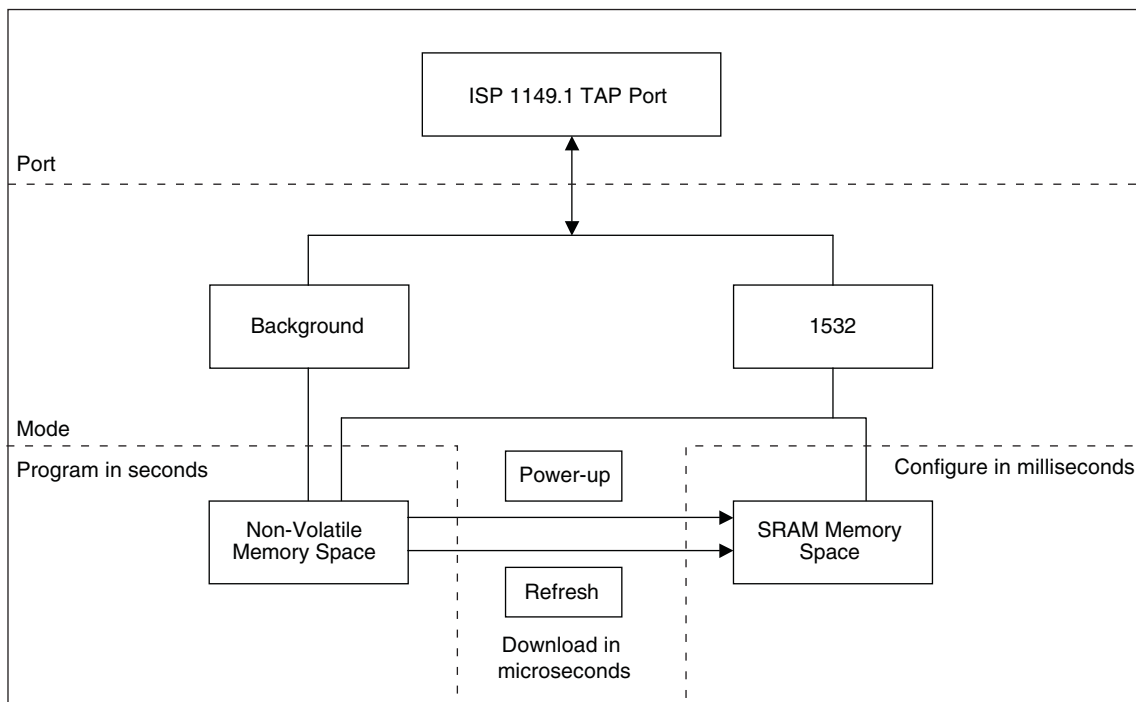 ISP 1149.1 TAP Port
Port
Background
1532
Mode
Program in seconds
Power-up
Configure in milliseconds
Non-Volatile
Memory Space
SRAM Memory
Space
Refresh
Download in
microseconds